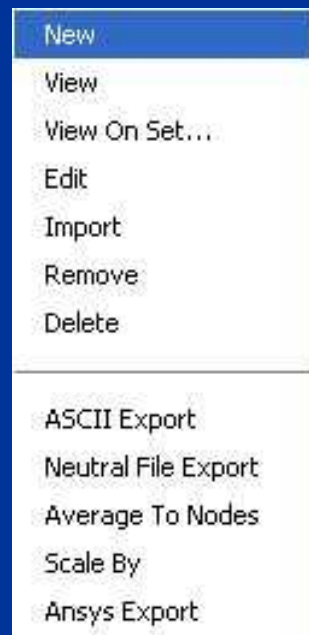 New
View
View On Set...
Edit
Import
Remove
Delete
ASCII Export
Neutral File Export
Average To Nodes
Scale By
Ansys Export